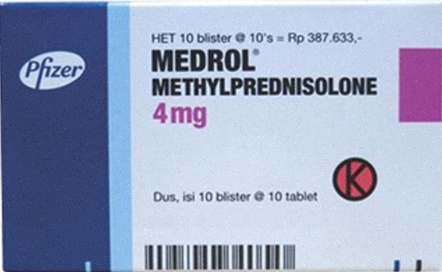 HET 10 blister @ 10's = Rp 387.633,-
Pfizer
MEDROL®
METHYLPREDNISOLONE
4mg
K
Dus, isi 10 blister @ 10 tablet